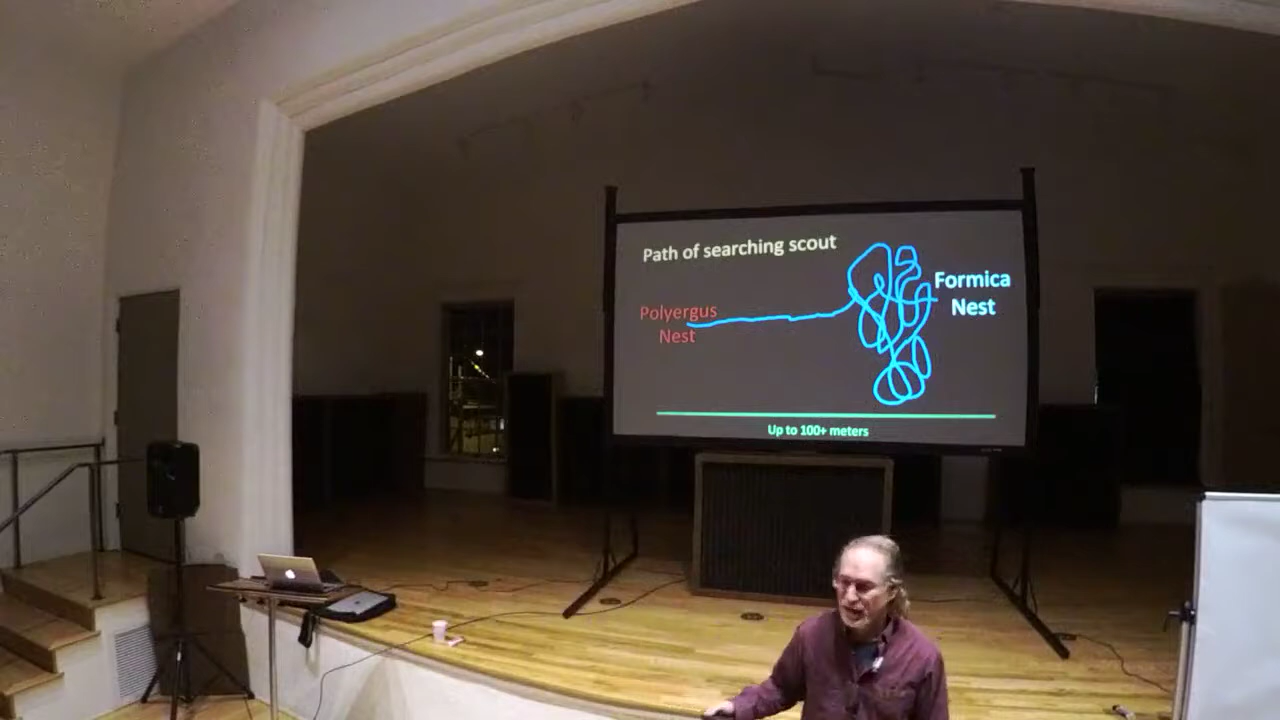 Path of searching scout
Polyergus
Nest
Formica
Nest
Up to 100+ meters